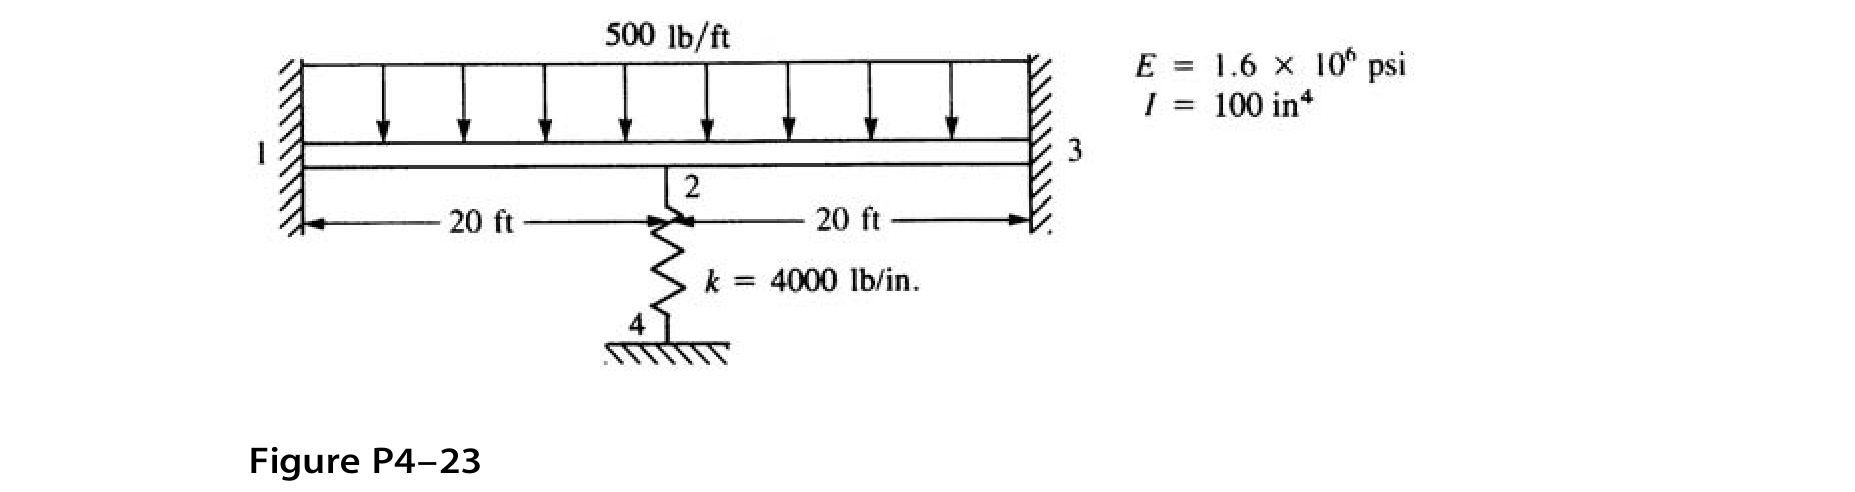 500 lb/ft
E = 1.6 × 10⁶ psi
I = 100 in⁴
1
3
2
20 ft
20 ft
k = 4000 lb/in.
4
Figure P4–23